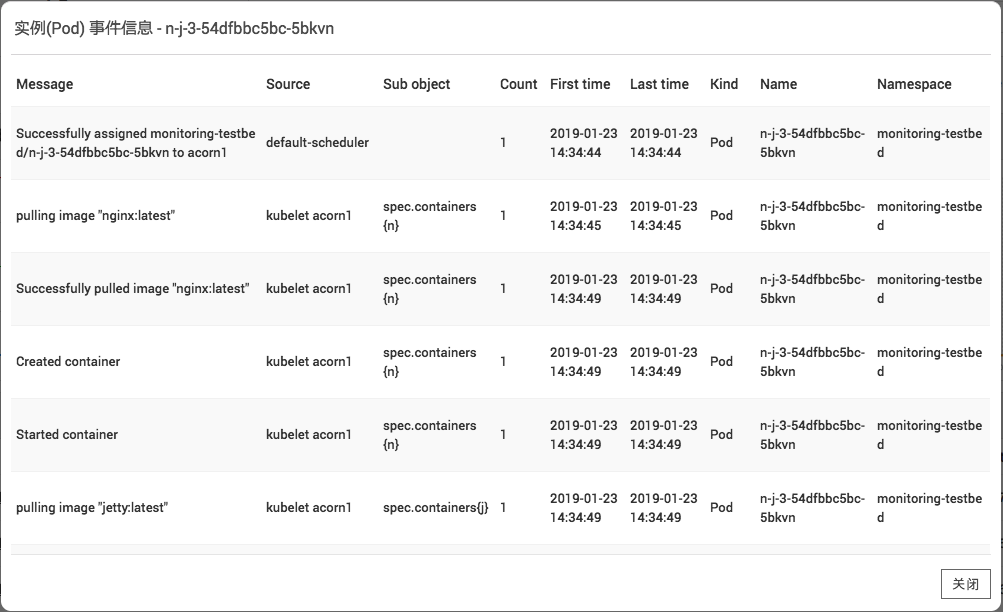 实例(Pod) 事件信息 - n-j-3-54dfbbc5bc-5bkvn
Message Source Sub object Count First time Last time Kind Name Namespace
Successfully assigned monitoring-testbe 2019-01-23 2019-01-23 n-j-3-54dfbbc5bc- monitoring-testbe
default-scheduler 1 Pod
d/n-j-3-54dfbbc5bc-5bkvn to acorn1 14:34:44 14:34:44 5bkvn d
spec.containers 2019-01-23 2019-01-23 n-j-3-54dfbbc5bc- monitoring-testbe
pulling image "nginx:latest" kubelet acorn1 1 Pod
{n} 14:34:45 14:34:45 5bkvn d
spec.containers 2019-01-23 2019-01-23 n-j-3-54dfbbc5bc- monitoring-testbe
Successfully pulled image "nginx:latest" kubelet acorn1 1 Pod
{n} 14:34:49 14:34:49 5bkvn d
spec.containers 2019-01-23 2019-01-23 n-j-3-54dfbbc5bc- monitoring-testbe
Created container kubelet acorn1 1 Pod
{n} 14:34:49 14:34:49 5bkvn d
spec.containers 2019-01-23 2019-01-23 n-j-3-54dfbbc5bc- monitoring-testbe
Started container kubelet acorn1 1 Pod
{n} 14:34:49 14:34:49 5bkvn d
2019-01-23 2019-01-23 n-j-3-54dfbbc5bc- monitoring-testbe
pulling image "jetty:latest" kubelet acorn1 spec.containers{j} 1 Pod
14:34:49 14:34:49 5bkvn d
关闭